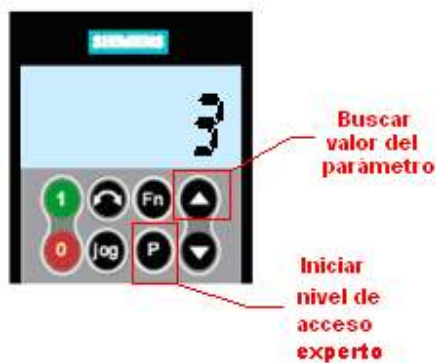 SIEMENS
3
Buscar
valor del
parámetro
1
Fn
0
jog
P
Iniciar
nivel de
acceso
experto